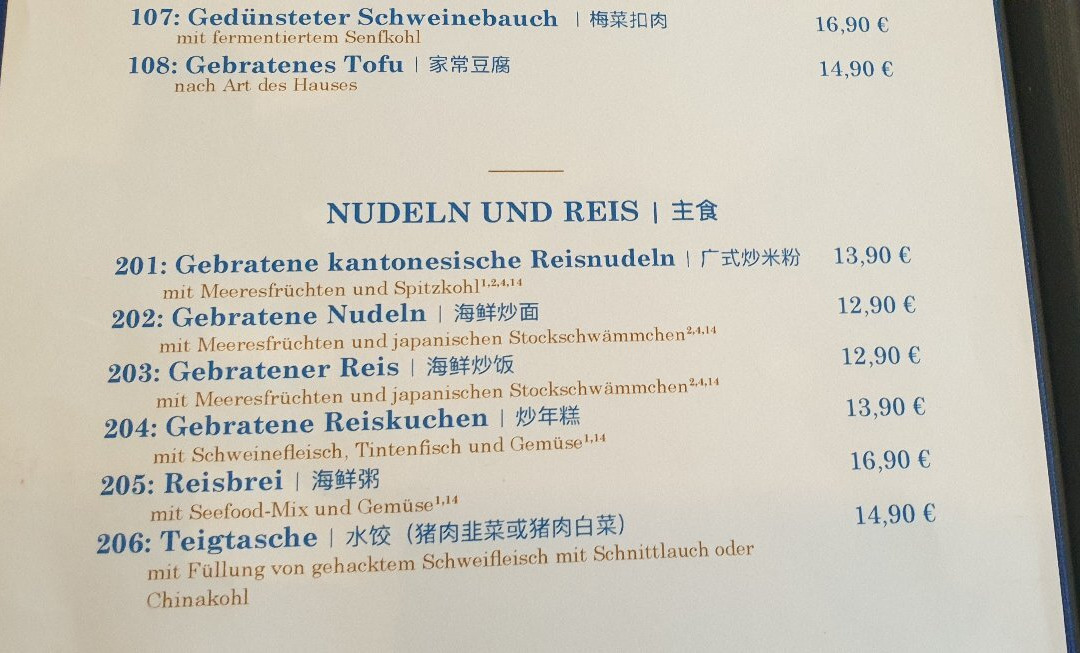 107: Gedünsteter Schweinebauch | 梅菜扣肉 16,90 €
mit fermentiertem Senfkohl
108: Gebratenes Tofu | 家常豆腐 14,90 €
nach Art des Hauses
NUDELN UND REIS | 主食
201: Gebratene kantonesische Reisnudeln | 广式炒米粉 13,90 €
mit Meeresfrüchten und Spitzkohl1,2,4,14
202: Gebratene Nudeln | 海鲜炒面 12,90 €
mit Meeresfrüchten und japanischen Stockschwämmchen2,4,14
203: Gebratener Reis | 海鲜炒饭 12,90 €
mit Meeresfrüchten und japanischen Stockschwämmchen2,4,14
204: Gebratene Reiskuchen | 炒年糕 13,90 €
mit Schweinefleisch, Tintenfisch und Gemüse1,14
205: Reisbrei | 海鲜粥 16,90 €
mit Seefood-Mix und Gemüse1,14
206: Teigtasche | 水饺（猪肉韭菜或猪肉白菜） 14,90 €
mit Füllung von gehacktem Schweifleisch mit Schnittlauch oder
Chinakohl